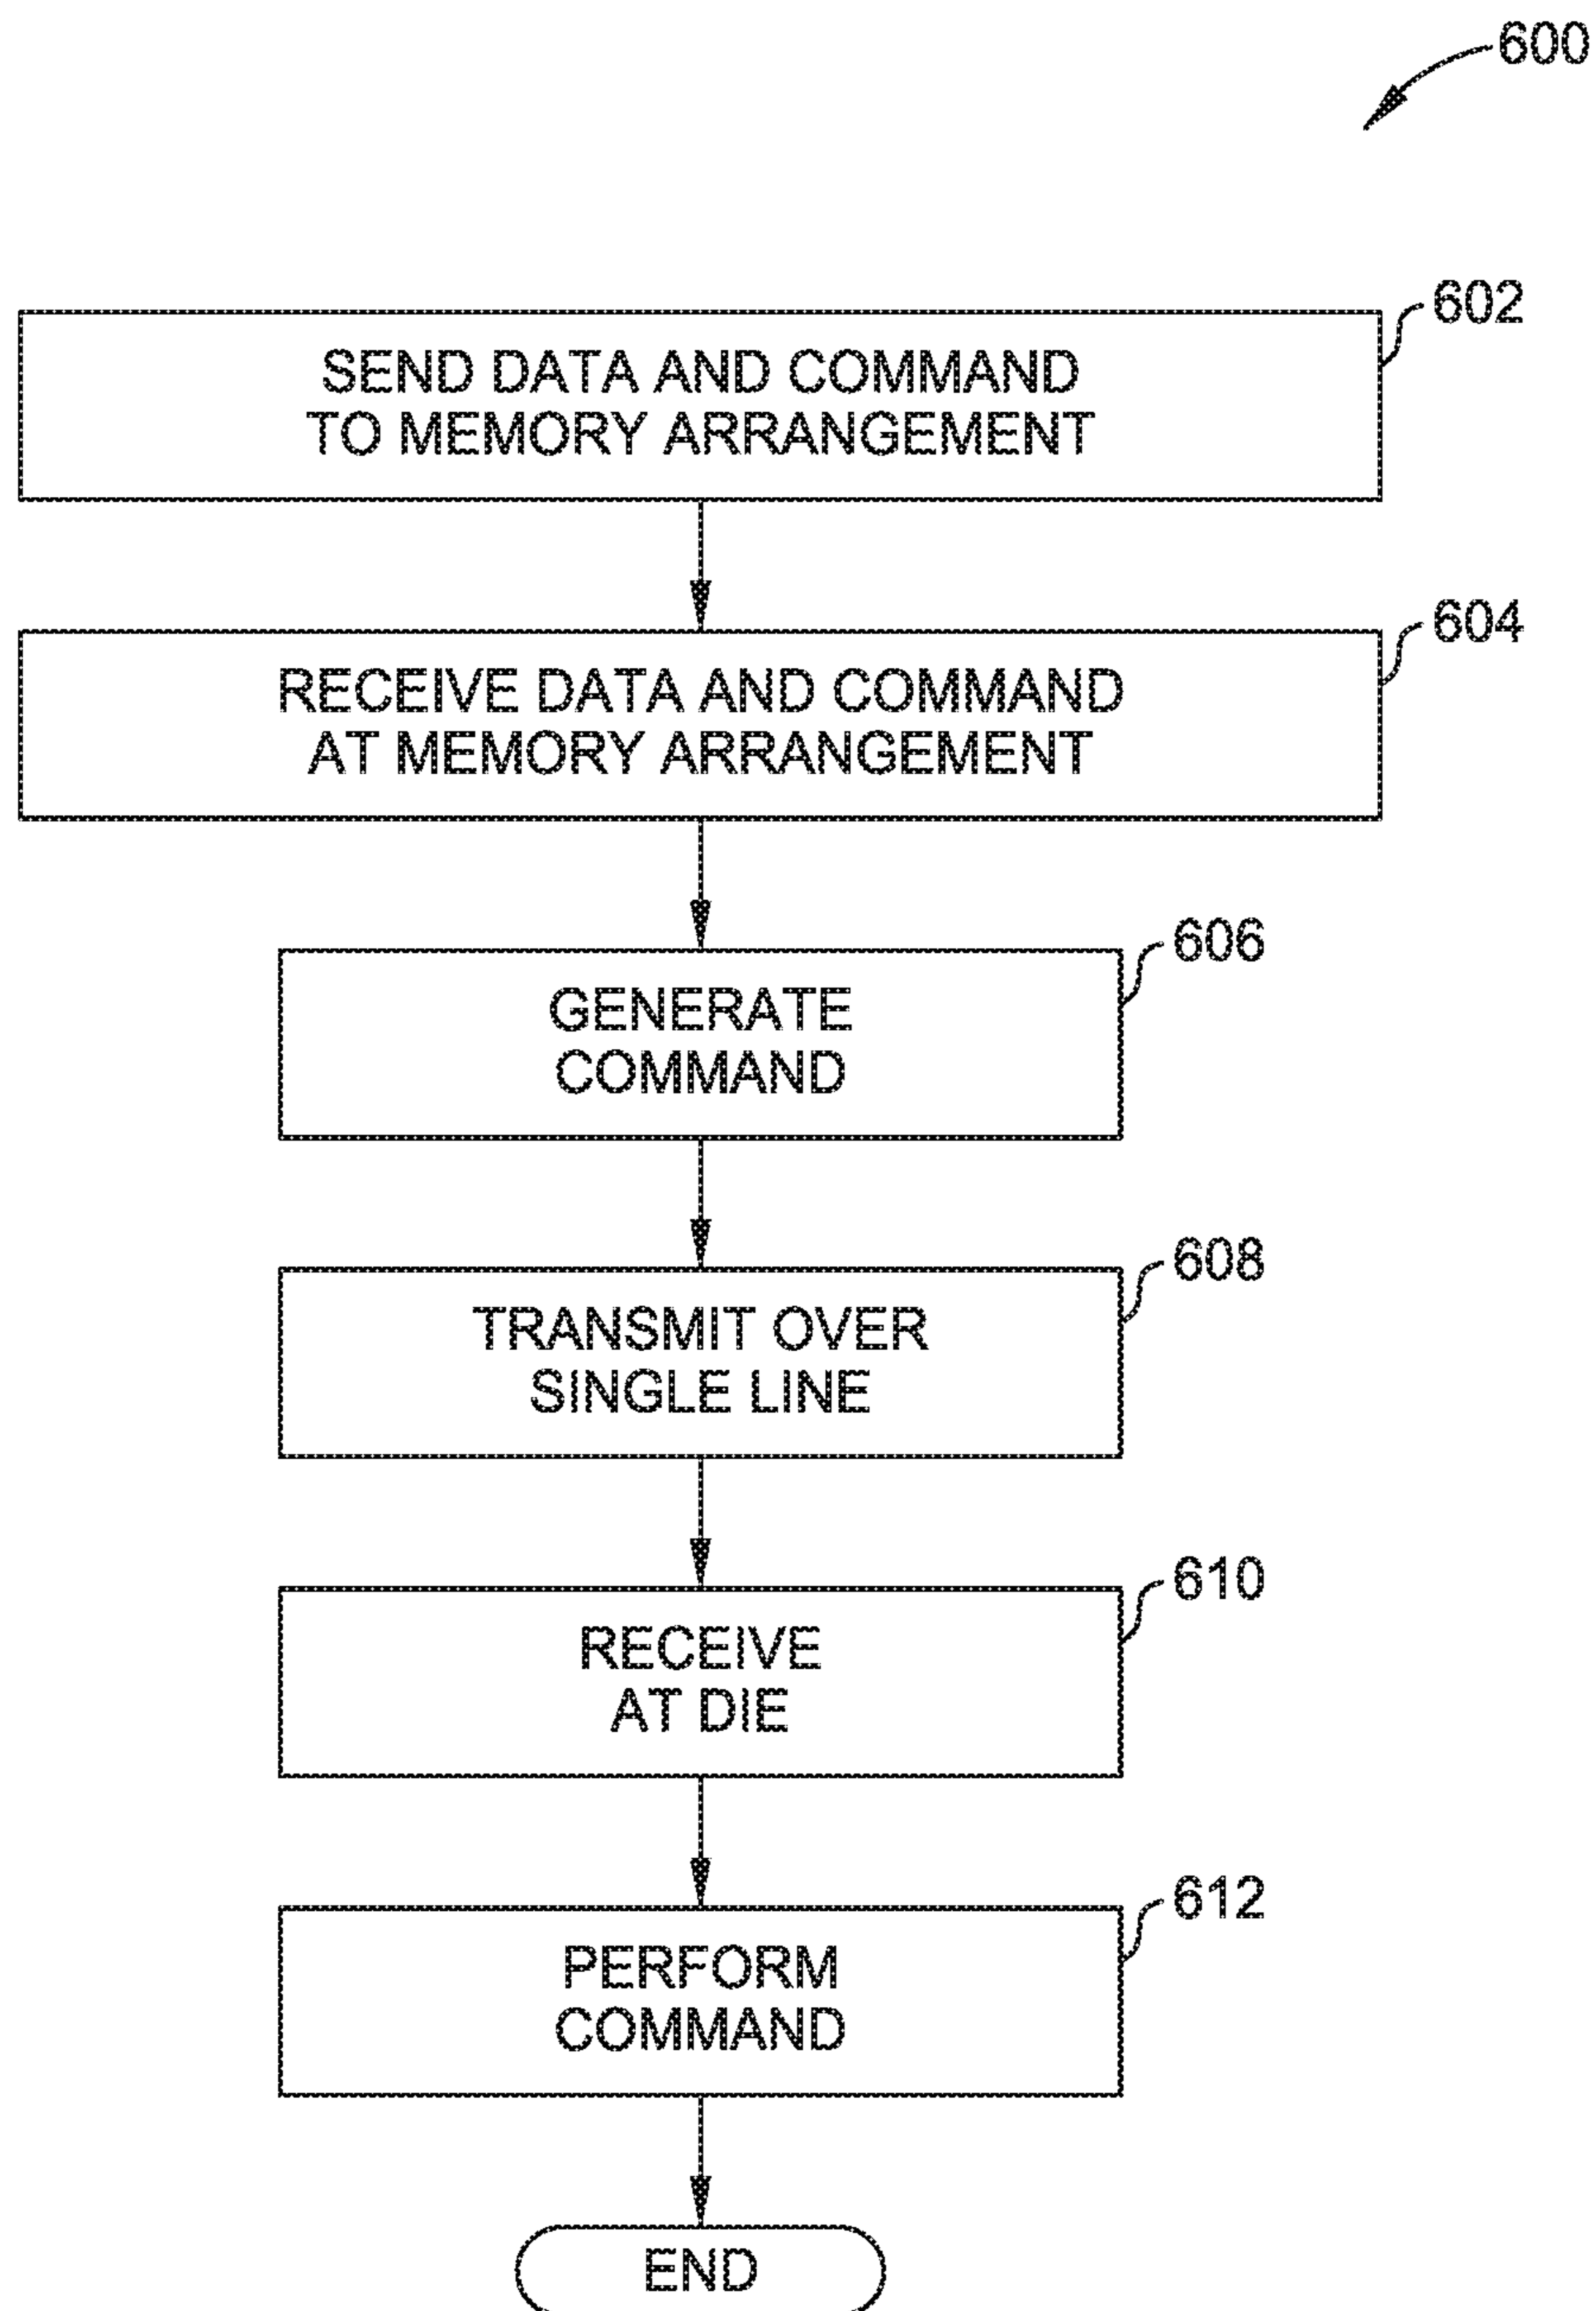 600
602
SEND DATA AND COMMAND
TO MEMORY ARRANGEMENT
604
RECEIVE DATA AND COMMAND
AT MEMORY ARRANGEMENT
606
GENERATE
COMMAND
608
TRANSMIT OVER
SINGLE LINE
610
RECEIVE
AT DIE
612
PERFORM
COMMAND
END